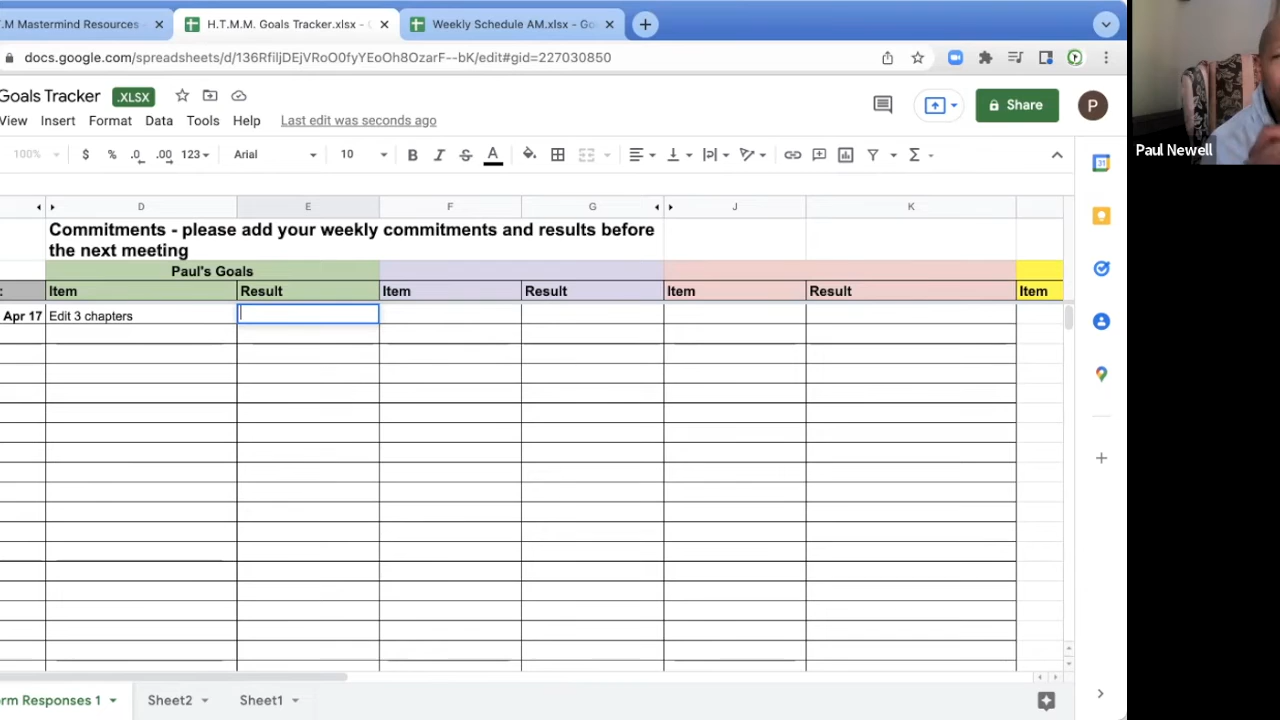 T.M Mastermind Resources -
H.T.M.M. Goals Tracker.xlsx -
Weekly Schedule AM.xlsx - Go
docs.google.com/spreadsheets/d/136RfiljDEjVRoO0fyYEoOh8OzarF--bK/edit#gid=227030850
Goals Tracker .XLSX
Share
P
View Insert Format Data Tools Help Last edit was seconds ago
100% $ % .0 .00 123 Arial 10 B I S A Σ
31
D E F G J K
Commitments - please add your weekly commitments and results before
the next meeting
Paul's Goals
: Item Result Item Result Item Result Item
Apr 17 Edit 3 chapters
rm Responses 1 Sheet2 Sheet1
Paul Newell